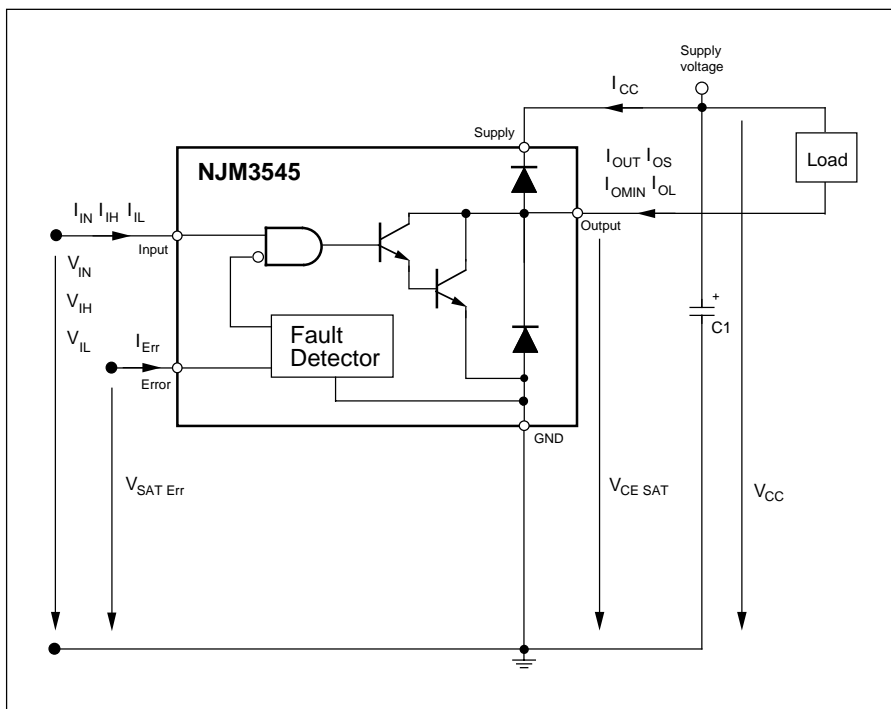 Supply
voltage
I_CC
Supply
NJM3545
I_OUT I_OS
I_OMIN I_OL
Load
I_IN I_IH I_IL
Input
Output
V_IN
V_IH
V_IL
+
C1
Fault
Detector
I_Err
Error
GND
V_SAT Err
V_CE SAT
V_CC